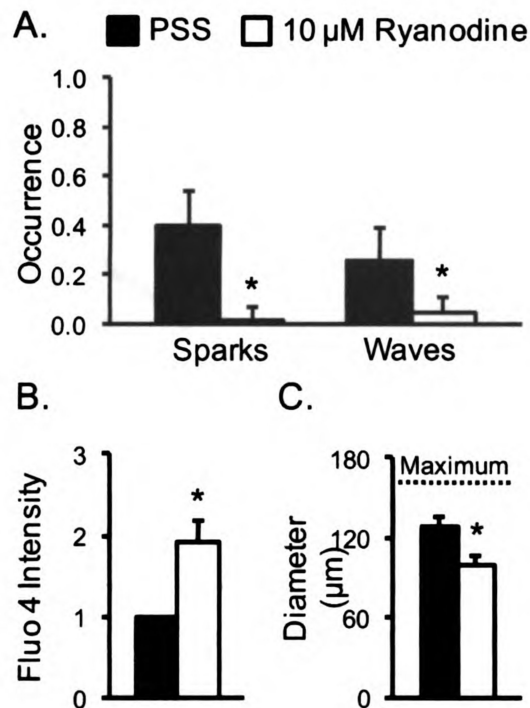 A. PSS 10 µM Ryanodine
1.0
0.8
0.6
0.4
0.2
0.0
Occurrence
* *
Sparks Waves
B. C.
3
2
1
0
Fluo 4 Intensity
*
180
120
60
0
Diameter
(µm)
Maximum
*